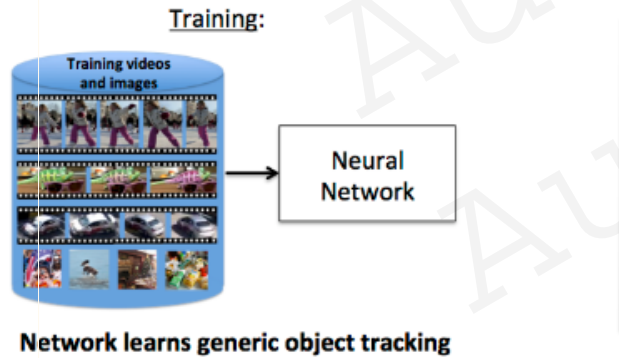 Training:
Training videos
and images
Neural
Network
Network learns generic object tracking